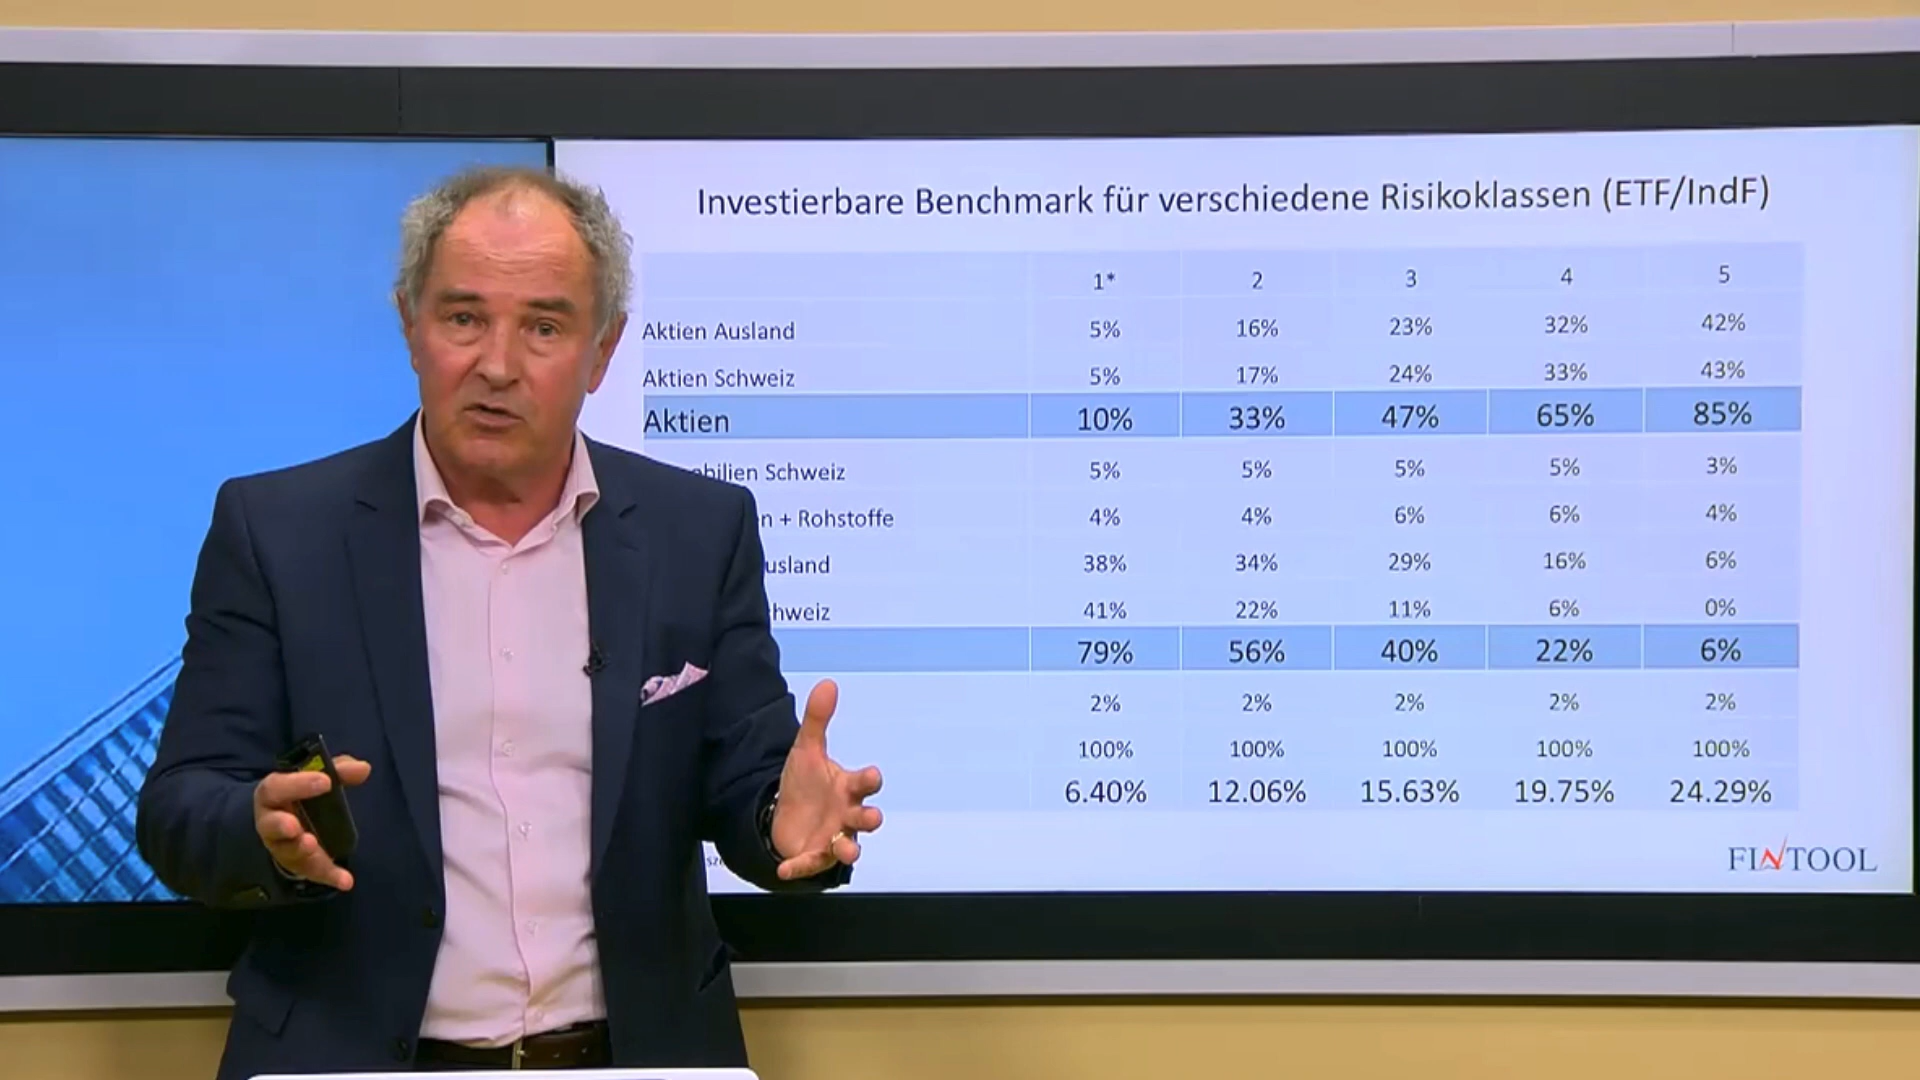 Investierbare Benchmark für verschiedene Risikoklassen (ETF/IndF)
1* 2 3 4 5
Aktien Ausland 5% 16% 23% 32% 42%
Aktien Schweiz 5% 17% 24% 33% 43%
Aktien 10% 33% 47% 65% 85%
Schweiz 5% 5% 5% 5% 3%
+ Rohstoffe 4% 4% 6% 6% 4%
38% 34% 29% 16% 6%
41% 22% 11% 6% 0%
79% 56% 40% 22% 6%
2% 2% 2% 2% 2%
100% 100% 100% 100% 100%
6.40% 12.06% 15.63% 19.75% 24.29%
FINTOOL